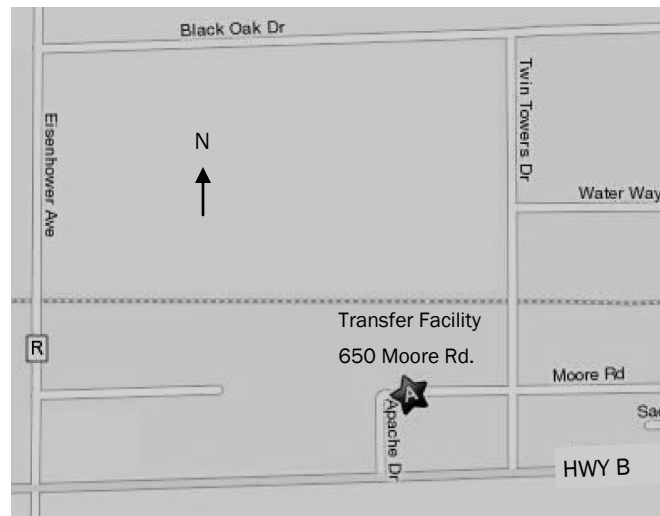 Black Oak Dr
Eisenhower Ave
N
Twin Towers Dr
Water Way
Transfer Facility
650 Moore Rd.
R
A
Moore Rd
Apache Dr
Sae
HWY B